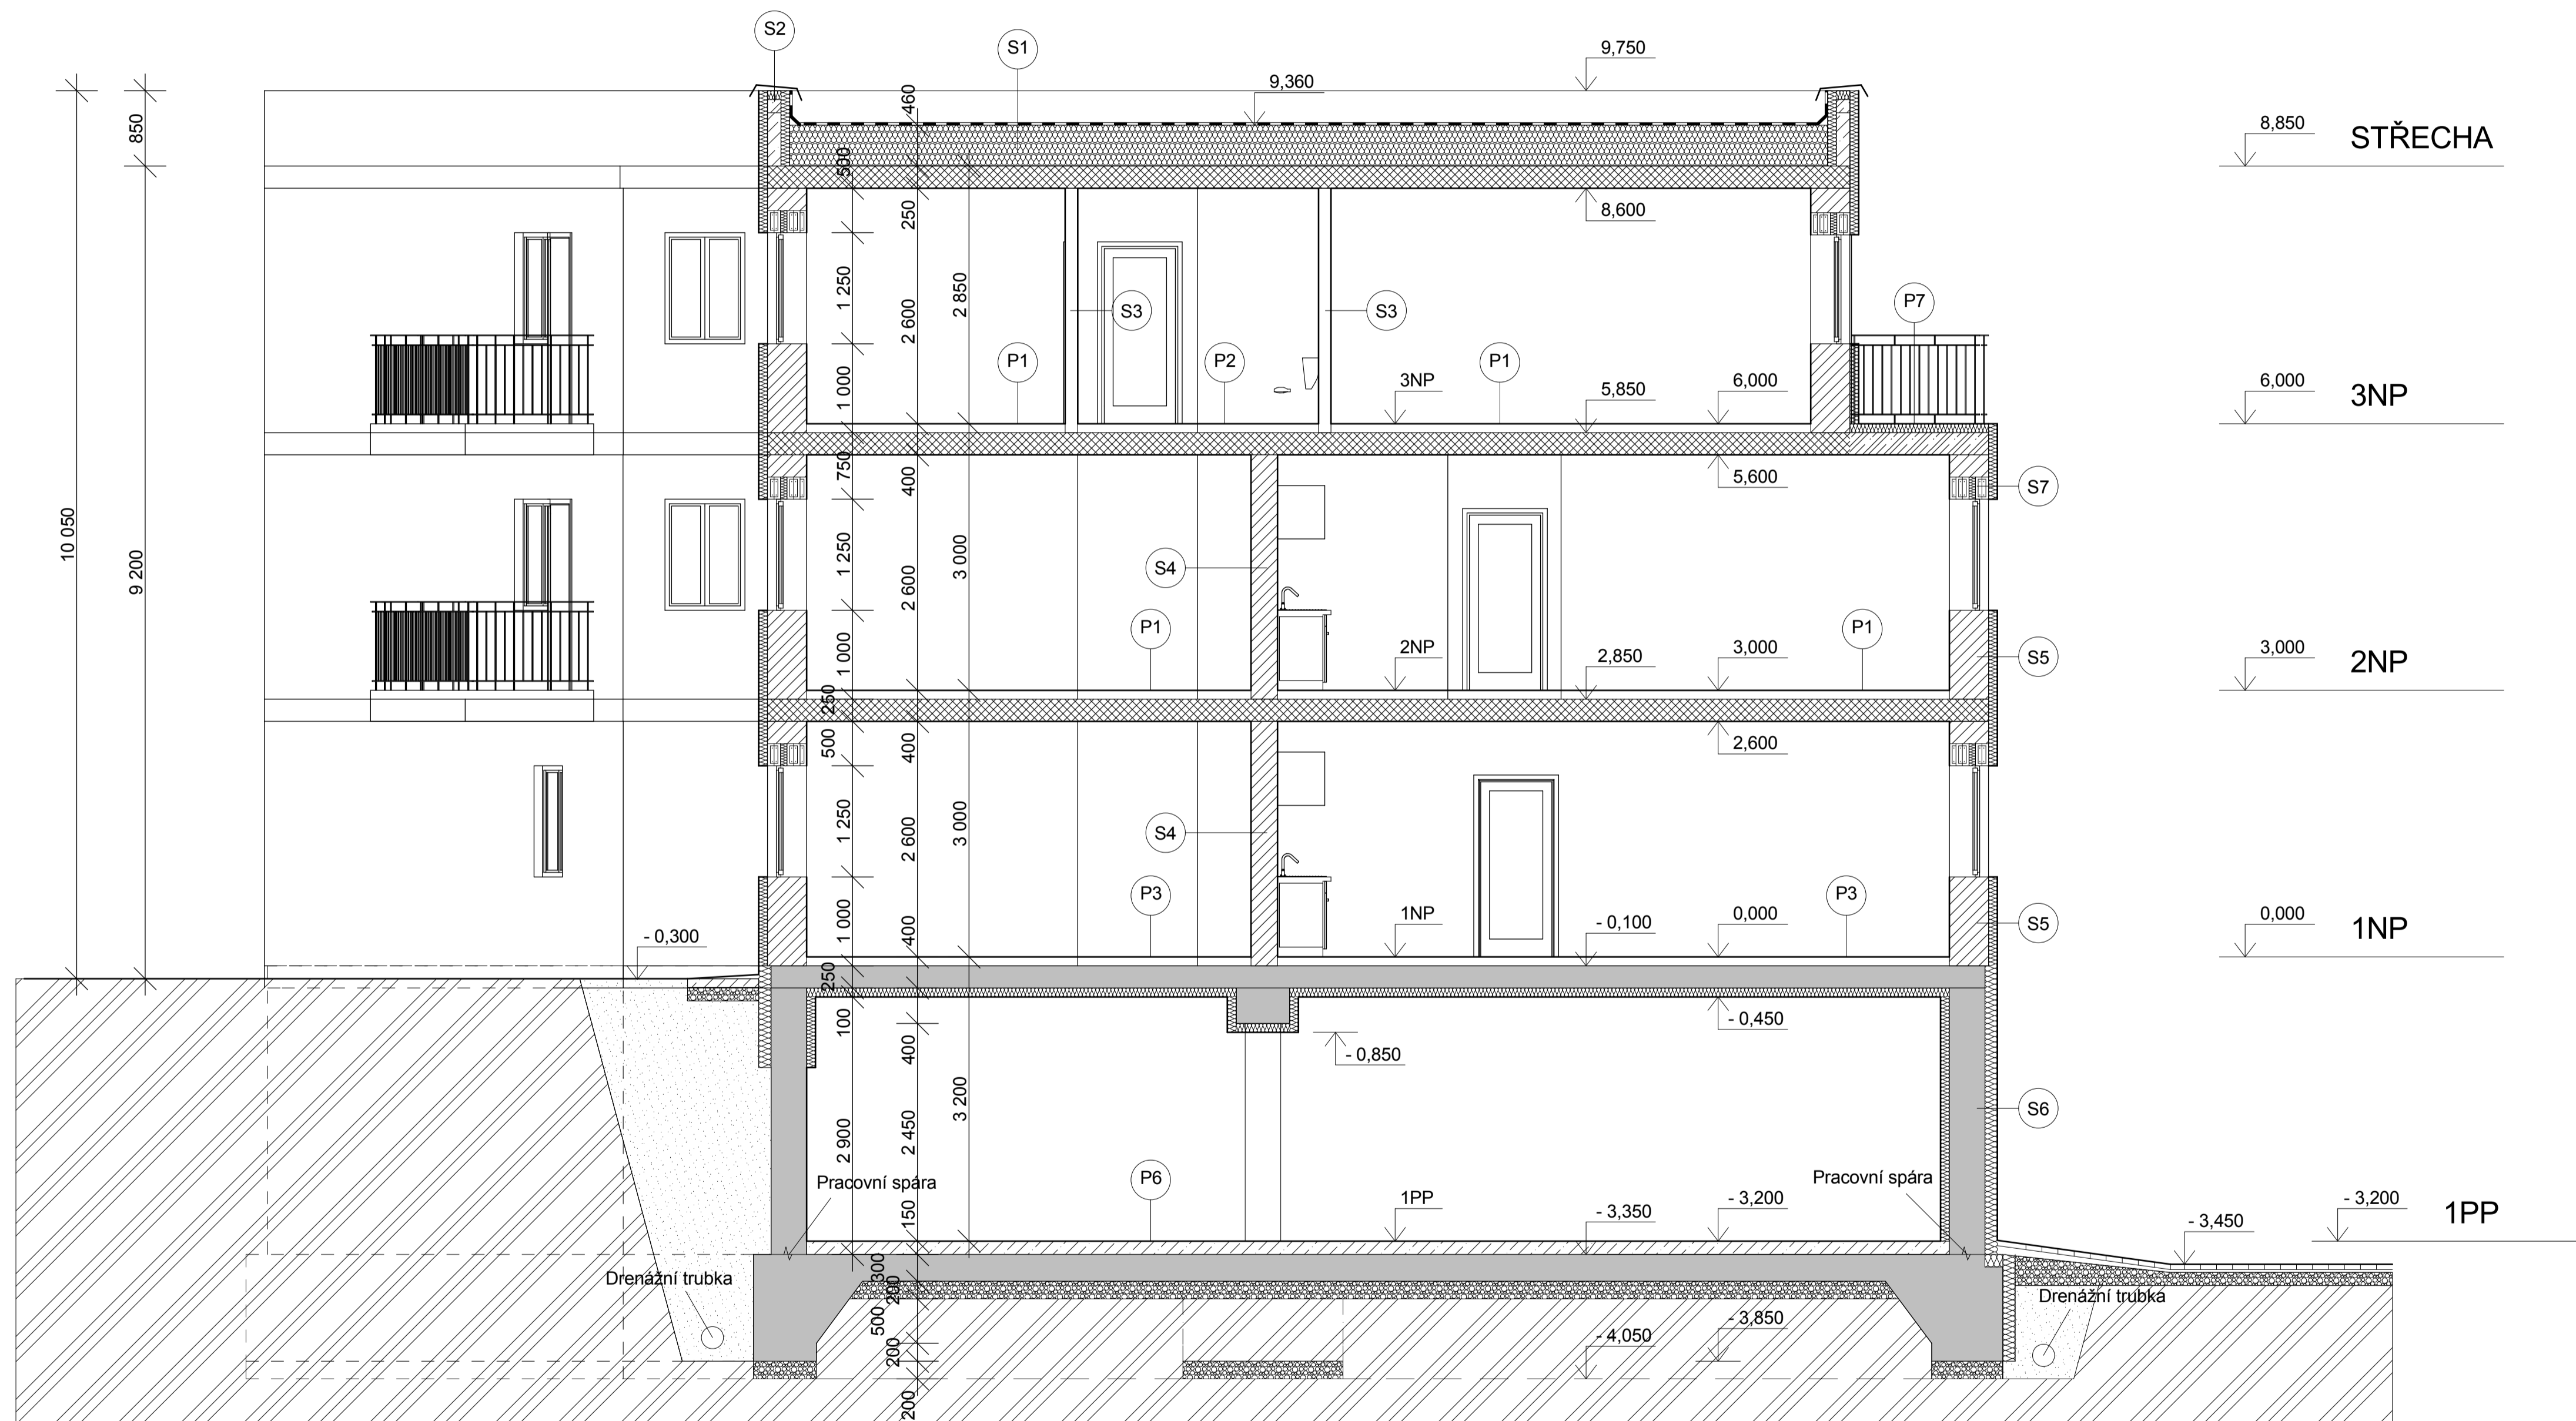 S2
S1
9,750
9,360
460
850
8,850
STŘECHA
500
8,600
250
1 250
2 600
2 850
S3
S3
P7
P1
P2
3NP
P1
5,850
6,000
6,000
3NP
1 000
750
400
5,600
S7
10 050
9 200
1 250
2 600
3 000
S4
P1
2NP
2,850
3,000
P1
S5
3,000
2NP
1 000
250
500
400
2,600
1 250
2 600
3 000
S4
P3
1NP
- 0,100
0,000
P3
S5
0,000
1NP
- 0,300
1 000
400
250
100
400
- 0,450
- 0,850
2 900
2 450
3 200
S6
Pracovní spára
P6
1PP
- 3,350
- 3,200
Pracovní spára
- 3,450
- 3,200
1PP
150
300
Drenážní trubka
200
500
Drenážní trubka
- 4,050
- 3,850
200
200